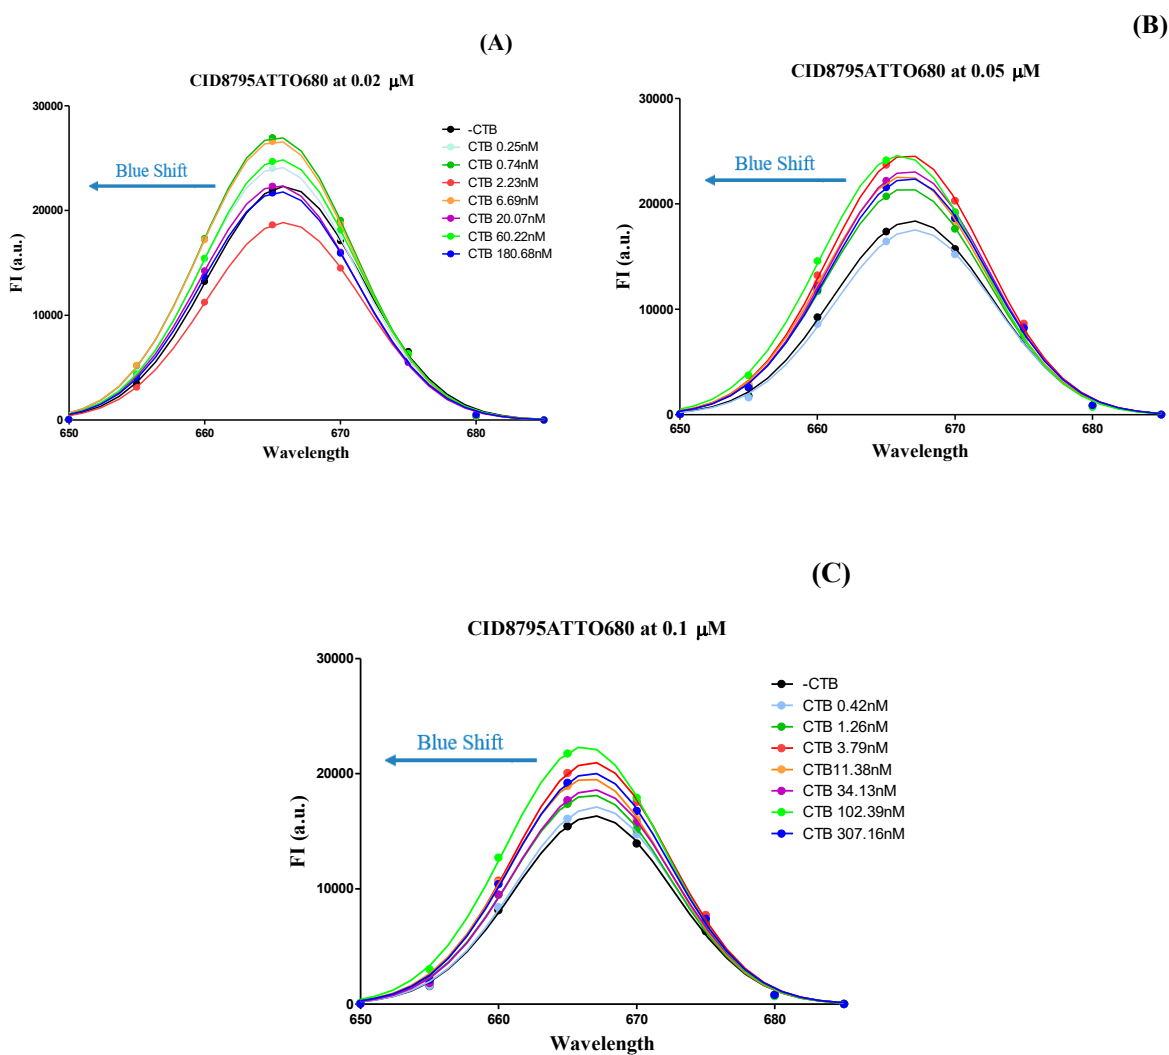 (A)
CID8795ATTO680 at 0.02 μM
30000
20000
10000
0
FI (a.u.)
Blue Shift
-CTB
CTB 0.25nM
CTB 0.74nM
CTB 2.23nM
CTB 6.69nM
CTB 20.07nM
CTB 60.22nM
CTB 180.68nM
650
660
670
680
Wavelength
(B)
CID8795ATTO680 at 0.05 μM
30000
20000
10000
0
FI (a.u.)
Blue Shift
650
660
670
680
Wavelength
(C)
CID8795ATTO680 at 0.1 μM
30000
20000
10000
0
FI (a.u.)
Blue Shift
-CTB
CTB 0.42nM
CTB 1.26nM
CTB 3.79nM
CTB11.38nM
CTB 34.13nM
CTB 102.39nM
CTB 307.16nM
650
660
670
680
Wavelength